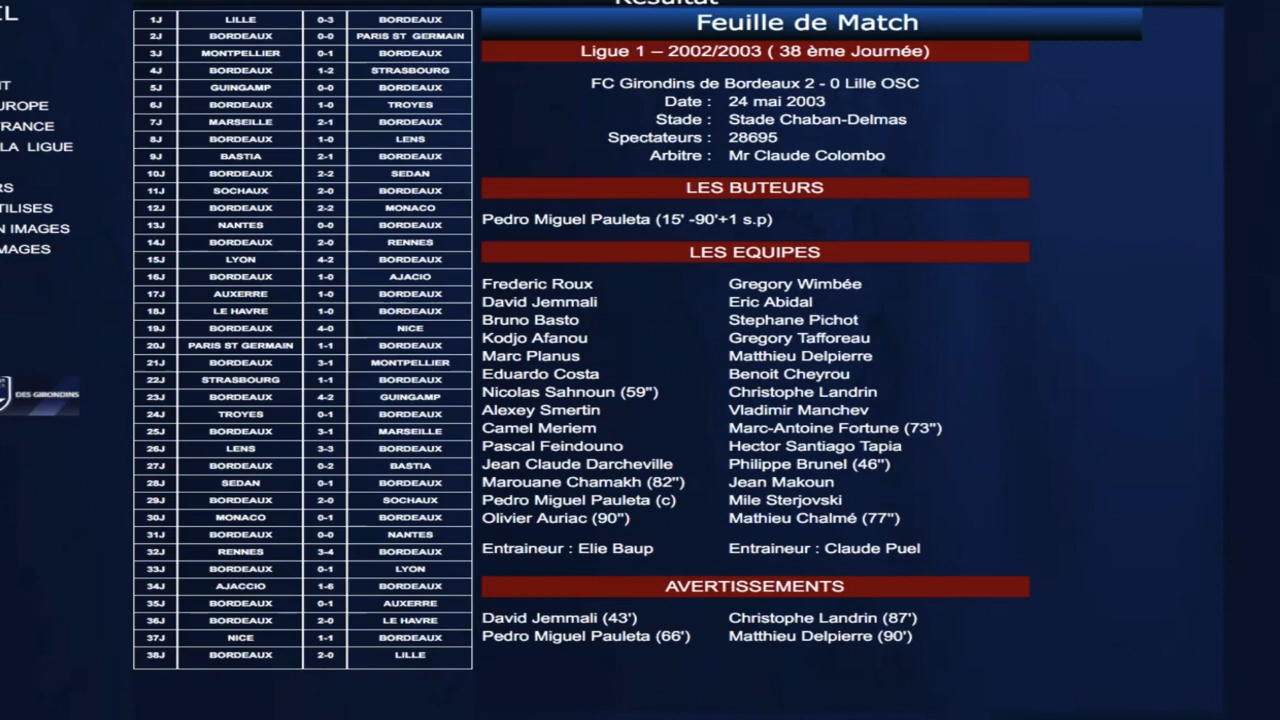 Résultat
EL
NT
EUROPE
FRANCE
LA LIGUE
RS
TILISES
N IMAGES
MAGES
DES GIRONDINS
1J LILLE 0-3 BORDEAUX
2J BORDEAUX 0-0 PARIS ST GERMAIN
3J MONTPELLIER 0-1 BORDEAUX
4J BORDEAUX 1-2 STRASBOURG
5J GUINGAMP 0-0 BORDEAUX
6J BORDEAUX 1-0 TROYES
7J MARSEILLE 2-1 BORDEAUX
8J BORDEAUX 1-0 LENS
9J BASTIA 2-1 BORDEAUX
10J BORDEAUX 2-2 SEDAN
11J SOCHAUX 2-0 BORDEAUX
12J BORDEAUX 2-2 MONACO
13J NANTES 0-0 BORDEAUX
14J BORDEAUX 2-0 RENNES
15J LYON 4-2 BORDEAUX
16J BORDEAUX 1-0 AJACIO
17J AUXERRE 1-0 BORDEAUX
18J LE HAVRE 1-0 BORDEAUX
19J BORDEAUX 4-0 NICE
20J PARIS ST GERMAIN 1-1 BORDEAUX
21J BORDEAUX 3-1 MONTPELLIER
22J STRASBOURG 1-1 BORDEAUX
23J BORDEAUX 4-2 GUINGAMP
24J TROYES 0-1 BORDEAUX
25J BORDEAUX 3-1 MARSEILLE
26J LENS 3-3 BORDEAUX
27J BORDEAUX 0-2 BASTIA
28J SEDAN 0-1 BORDEAUX
29J BORDEAUX 2-0 SOCHAUX
30J MONACO 0-1 BORDEAUX
31J BORDEAUX 0-0 NANTES
32J RENNES 3-4 BORDEAUX
33J BORDEAUX 0-1 LYON
34J AJACCIO 1-6 BORDEAUX
35J BORDEAUX 0-1 AUXERRE
36J BORDEAUX 2-0 LE HAVRE
37J NICE 1-1 BORDEAUX
38J BORDEAUX 2-0 LILLE
Feuille de Match
Ligue 1 – 2002/2003 ( 38 ème Journée)
FC Girondins de Bordeaux 2 - 0 Lille OSC
Date : 24 mai 2003
Stade : Stade Chaban-Delmas
Spectateurs : 28695
Arbitre : Mr Claude Colombo
LES BUTEURS
Pedro Miguel Pauleta (15' -90'+1 s.p)
LES EQUIPES
Frederic Roux Gregory Wimbée
David Jemmali Eric Abidal
Bruno Basto Stephane Pichot
Kodjo Afanou Gregory Tafforeau
Marc Planus Matthieu Delpierre
Eduardo Costa Benoit Cheyrou
Nicolas Sahnoun (59'') Christophe Landrin
Alexey Smertin Vladimir Manchev
Camel Meriem Marc-Antoine Fortune (73'')
Pascal Feindouno Hector Santiago Tapia
Jean Claude Darcheville Philippe Brunel (46'')
Marouane Chamakh (82'') Jean Makoun
Pedro Miguel Pauleta (c) Mile Sterjovski
Olivier Auriac (90'') Mathieu Chalmé (77'')
Entraineur : Elie Baup Entraineur : Claude Puel
AVERTISSEMENTS
David Jemmali (43') Christophe Landrin (87')
Pedro Miguel Pauleta (66') Matthieu Delpierre (90')